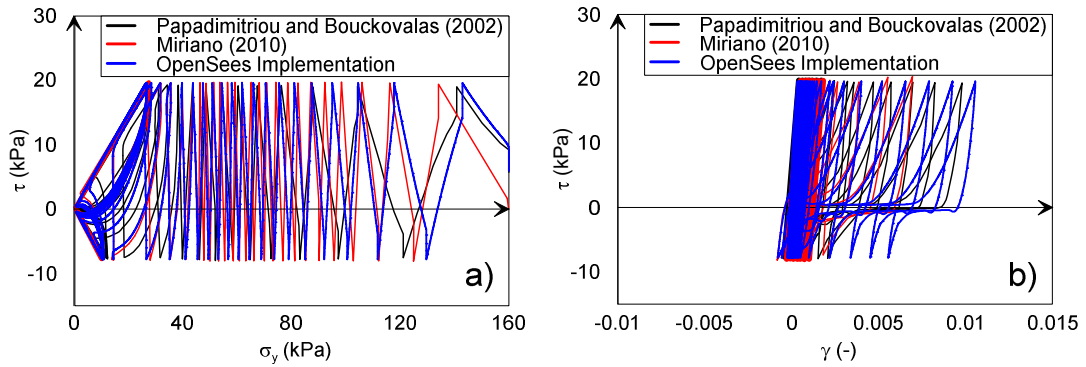 30
Papadimitriou and Bouckovalas (2002)
Miriano (2010)
OpenSees Implementation
20
10
0
-10
τ (kPa)
a)
0 40 80 120 160
σy (kPa)
30
Papadimitriou and Bouckovalas (2002)
Miriano (2010)
OpenSees Implementation
20
10
0
-10
τ (kPa)
b)
-0.01 -0.005 0 0.005 0.01 0.015
γ (-)